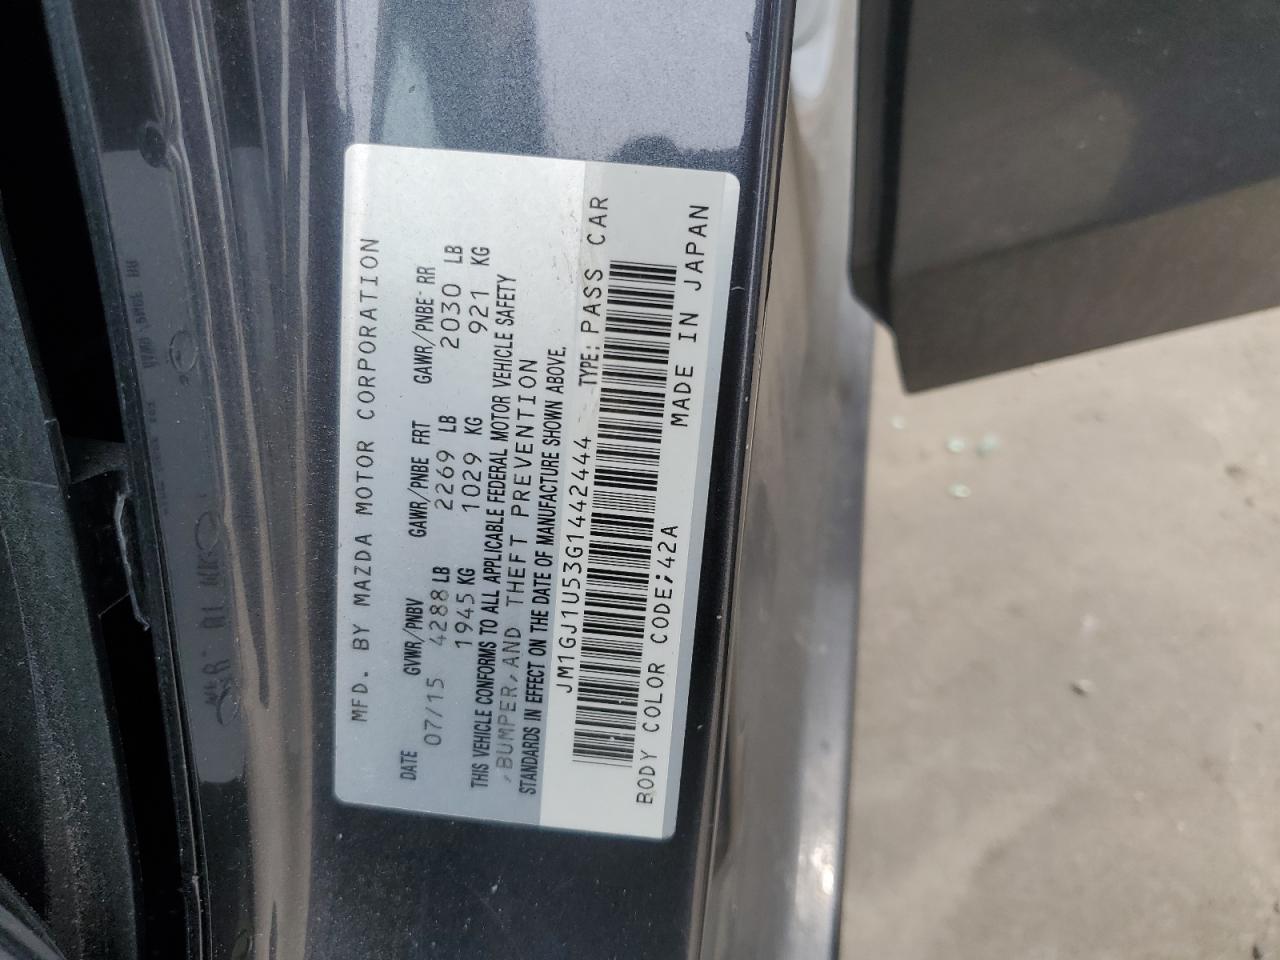 MFD. BY MAZDA MOTOR CORPORATION
DATE GVWR/PNBV GAWR/PNBE FRT GAWR/PNBE-RR
07/15 4288 LB 2269 LB 2030 LB
1945 KG 1029 KG 921 KG
THIS VEHICLE CONFORMS TO ALL APPLICABLE FEDERAL MOTOR VEHICLE SAFETY
,BUMPER,AND THEFT PREVENTION
STANDARDS IN EFFECT ON THE DATE OF MANUFACTURE SHOWN ABOVE.
JM1GJ1U53G1442444 TYPE: PASS CAR
BODY COLOR CODE;42A MADE IN JAPAN